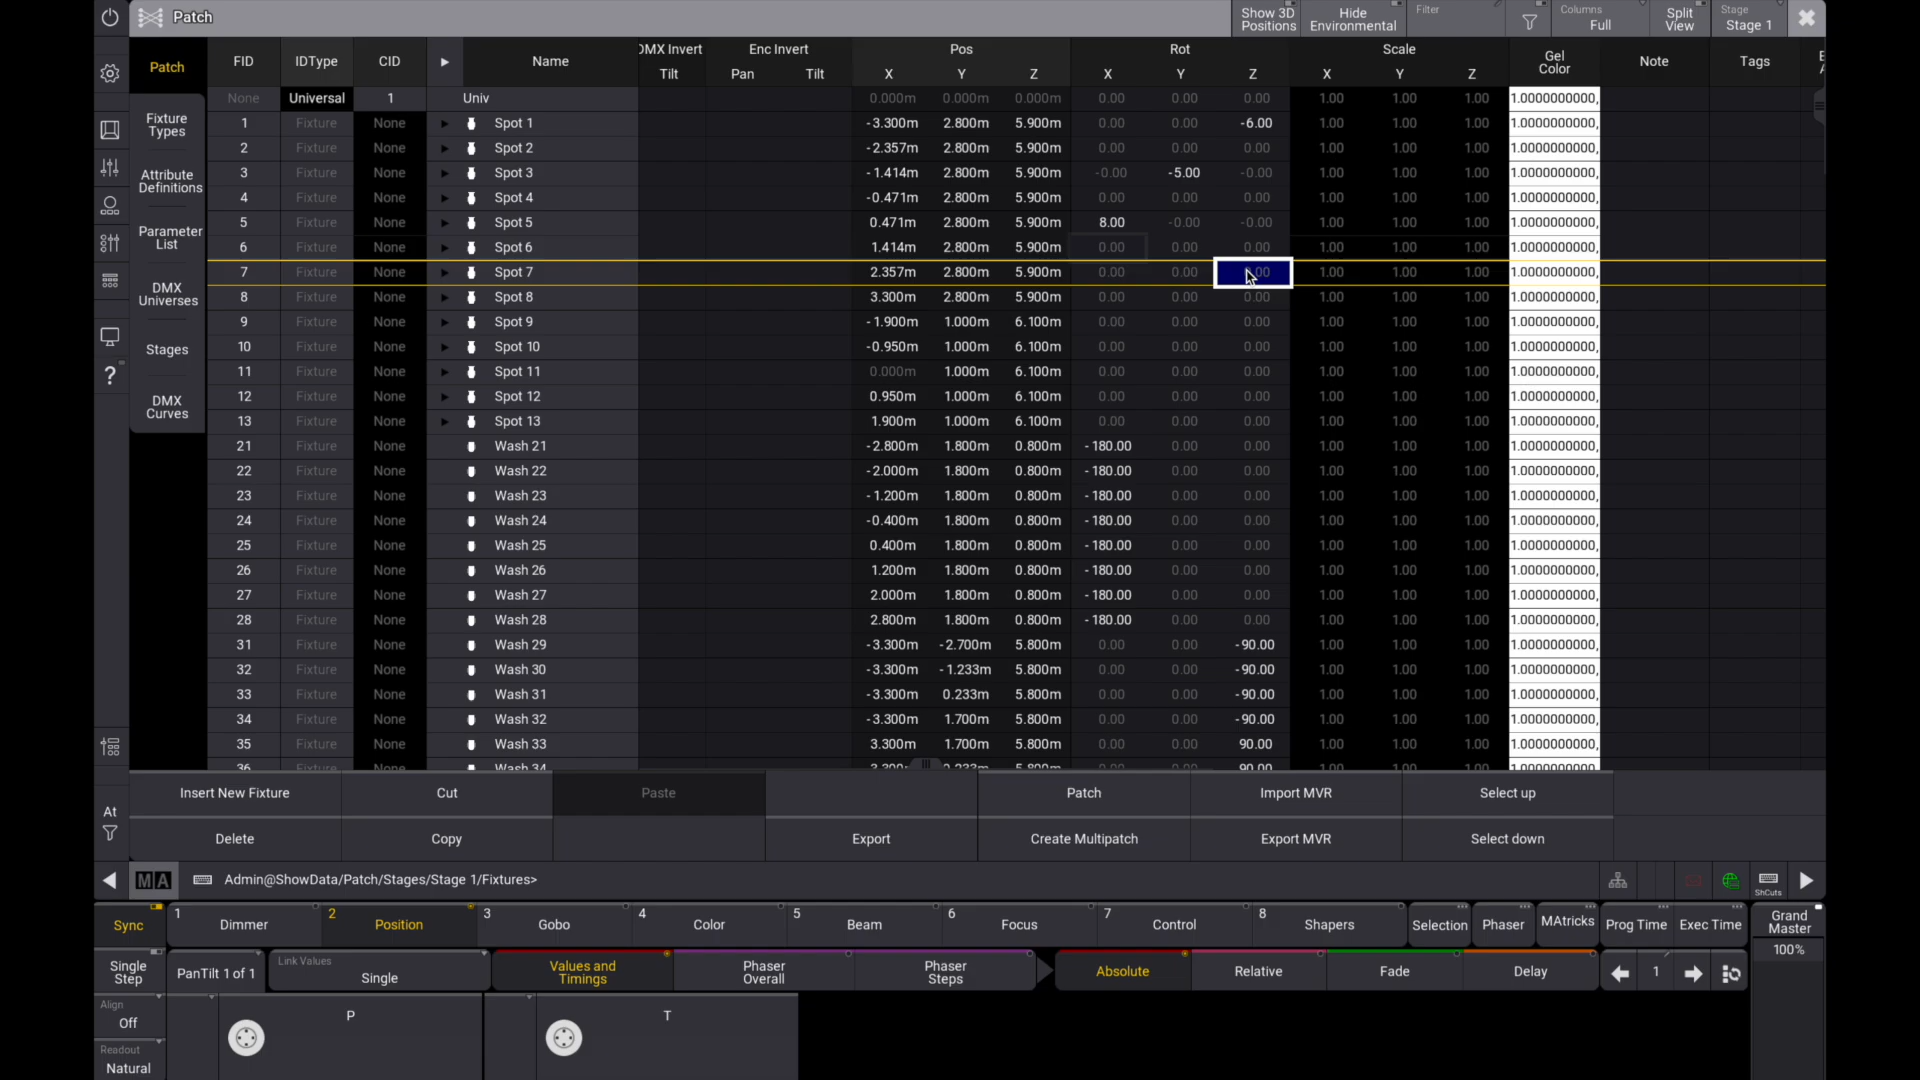 Patch
Show 3D Positions
Hide Environmental
Filter
Columns
Full
Split View
Stage
Stage 1
Patch
Fixture Types
Attribute Definitions
Parameter List
DMX Universes
Stages
DMX Curves
FID IDType CID Name DMX Invert Enc Invert Pos Rot Scale Gel Color Note Tags
Tilt Pan Tilt X Y Z X Y Z X Y Z
None Universal 1 Univ 0.000m 0.000m 0.000m 0.00 0.00 0.00 1.00 1.00 1.00 1.0000000000,
1 Fixture None Spot 1 -3.300m 2.800m 5.900m 0.00 0.00 -6.00 1.00 1.00 1.00 1.0000000000,
2 Fixture None Spot 2 -2.357m 2.800m 5.900m 0.00 0.00 0.00 1.00 1.00 1.00 1.0000000000,
3 Fixture None Spot 3 -1.414m 2.800m 5.900m -0.00 -5.00 -0.00 1.00 1.00 1.00 1.0000000000,
4 Fixture None Spot 4 -0.471m 2.800m 5.900m 0.00 0.00 0.00 1.00 1.00 1.00 1.0000000000,
5 Fixture None Spot 5 0.471m 2.800m 5.900m 8.00 -0.00 -0.00 1.00 1.00 1.00 1.0000000000,
6 Fixture None Spot 6 1.414m 2.800m 5.900m 0.00 0.00 0.00 1.00 1.00 1.00 1.0000000000,
7 Fixture None Spot 7 2.357m 2.800m 5.900m 0.00 0.00 1.00 1.00 1.00 1.0000000000,
8 Fixture None Spot 8 3.300m 2.800m 5.900m 0.00 0.00 0.00 1.00 1.00 1.00 1.0000000000,
9 Fixture None Spot 9 -1.900m 1.000m 6.100m 0.00 0.00 0.00 1.00 1.00 1.00 1.0000000000,
10 Fixture None Spot 10 -0.950m 1.000m 6.100m 0.00 0.00 0.00 1.00 1.00 1.00 1.0000000000,
11 Fixture None Spot 11 0.000m 1.000m 6.100m 0.00 0.00 0.00 1.00 1.00 1.00 1.0000000000,
12 Fixture None Spot 12 0.950m 1.000m 6.100m 0.00 0.00 0.00 1.00 1.00 1.00 1.0000000000,
13 Fixture None Spot 13 1.900m 1.000m 6.100m 0.00 0.00 0.00 1.00 1.00 1.00 1.0000000000,
21 Fixture None Wash 21 -2.800m 1.800m 0.800m -180.00 0.00 0.00 1.00 1.00 1.00 1.0000000000,
22 Fixture None Wash 22 -2.000m 1.800m 0.800m -180.00 0.00 0.00 1.00 1.00 1.00 1.0000000000,
23 Fixture None Wash 23 -1.200m 1.800m 0.800m -180.00 0.00 0.00 1.00 1.00 1.00 1.0000000000,
24 Fixture None Wash 24 -0.400m 1.800m 0.800m -180.00 0.00 0.00 1.00 1.00 1.00 1.0000000000,
25 Fixture None Wash 25 0.400m 1.800m 0.800m -180.00 0.00 0.00 1.00 1.00 1.00 1.0000000000,
26 Fixture None Wash 26 1.200m 1.800m 0.800m -180.00 0.00 0.00 1.00 1.00 1.00 1.0000000000,
27 Fixture None Wash 27 2.000m 1.800m 0.800m -180.00 0.00 0.00 1.00 1.00 1.00 1.0000000000,
28 Fixture None Wash 28 2.800m 1.800m 0.800m -180.00 0.00 0.00 1.00 1.00 1.00 1.0000000000,
31 Fixture None Wash 29 -3.300m -2.700m 5.800m 0.00 0.00 -90.00 1.00 1.00 1.00 1.0000000000,
32 Fixture None Wash 30 -3.300m -1.233m 5.800m 0.00 0.00 -90.00 1.00 1.00 1.00 1.0000000000,
33 Fixture None Wash 31 -3.300m 0.233m 5.800m 0.00 0.00 -90.00 1.00 1.00 1.00 1.0000000000,
34 Fixture None Wash 32 -3.300m 1.700m 5.800m 0.00 0.00 -90.00 1.00 1.00 1.00 1.0000000000,
35 Fixture None Wash 33 3.300m 1.700m 5.800m 0.00 0.00 90.00 1.00 1.00 1.00 1.0000000000,
36 Fixture None Wash 34 3.300m 0.233m 5.800m 0.00 0.00 90.00 1.00 1.00 1.00 1.0000000000,
Insert New Fixture Cut Paste Patch Import MVR Select up
Delete Copy Export Create Multipatch Export MVR Select down
At
MA Admin@ShowData/Patch/Stages/Stage 1/Fixtures> ShCuts
Sync 1 Dimmer 2 Position 3 Gobo 4 Color 5 Beam 6 Focus 7 Control 8 Shapers Selection Phaser MAtricks Prog Time Exec Time Grand Master
100%
Single Step PanTilt 1 of 1 Link Values Single Values and Timings Phaser Overall Phaser Steps Absolute Relative Fade Delay 1
Align
Off
P T
Readout
Natural